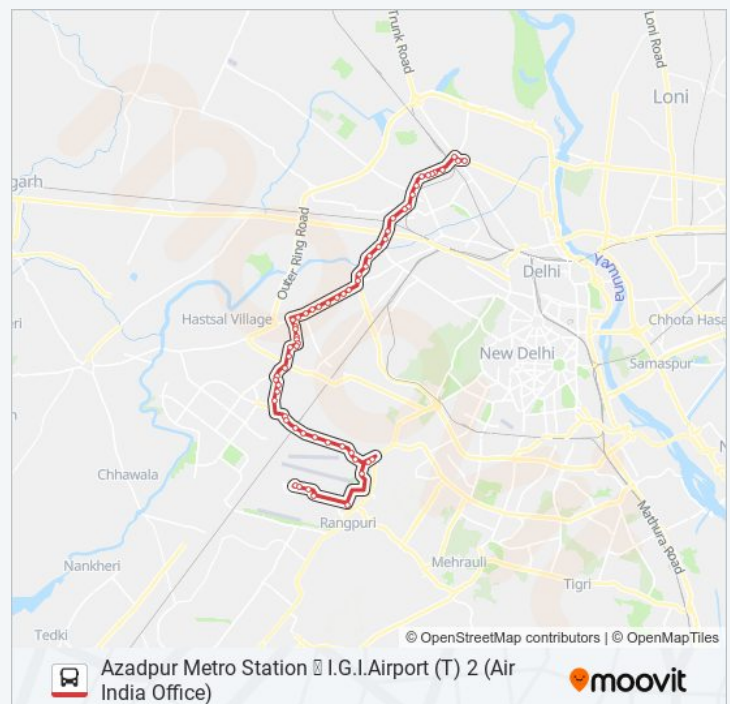 Trunk Road
Loni Road
Loni
garh
Outer Ring Road
Delhi
Yamuna
Hastsal Village
Chhota Hasa
eri
New Delhi
Samaspur
Chhawala
N
Rangpuri
Mathura Road
Nankheri
Mehrauli
Tigri
Tedki
© OpenStreetMap contributors | © OpenMapTiles
Azadpur Metro Station  I.G.I.Airport (T) 2 (Air
India Office)
moovit